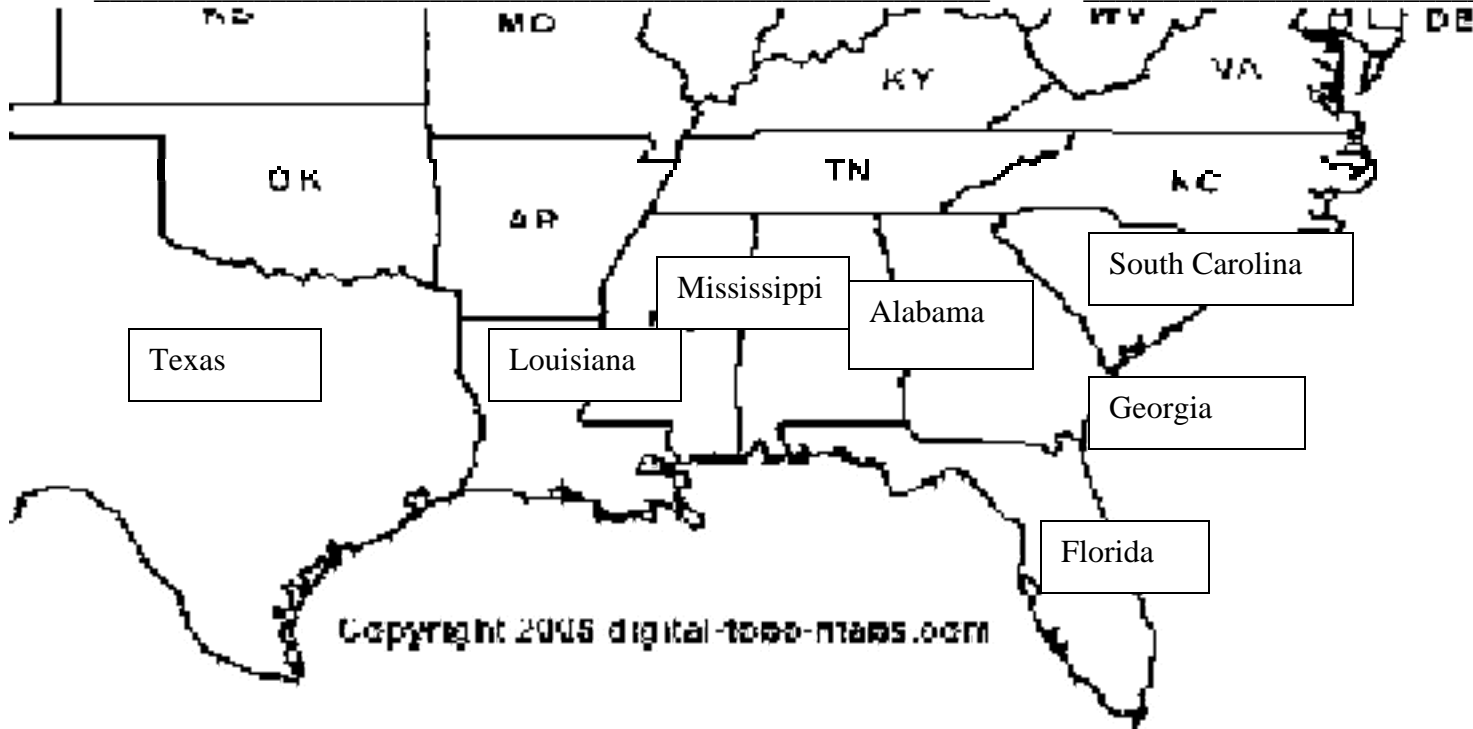 MO
WV
DE
KY
VA
OK
TN
NC
AR
South Carolina
Mississippi
Alabama
Texas
Louisiana
Georgia
Florida
Copyright 2005 digital-topo-maps.com